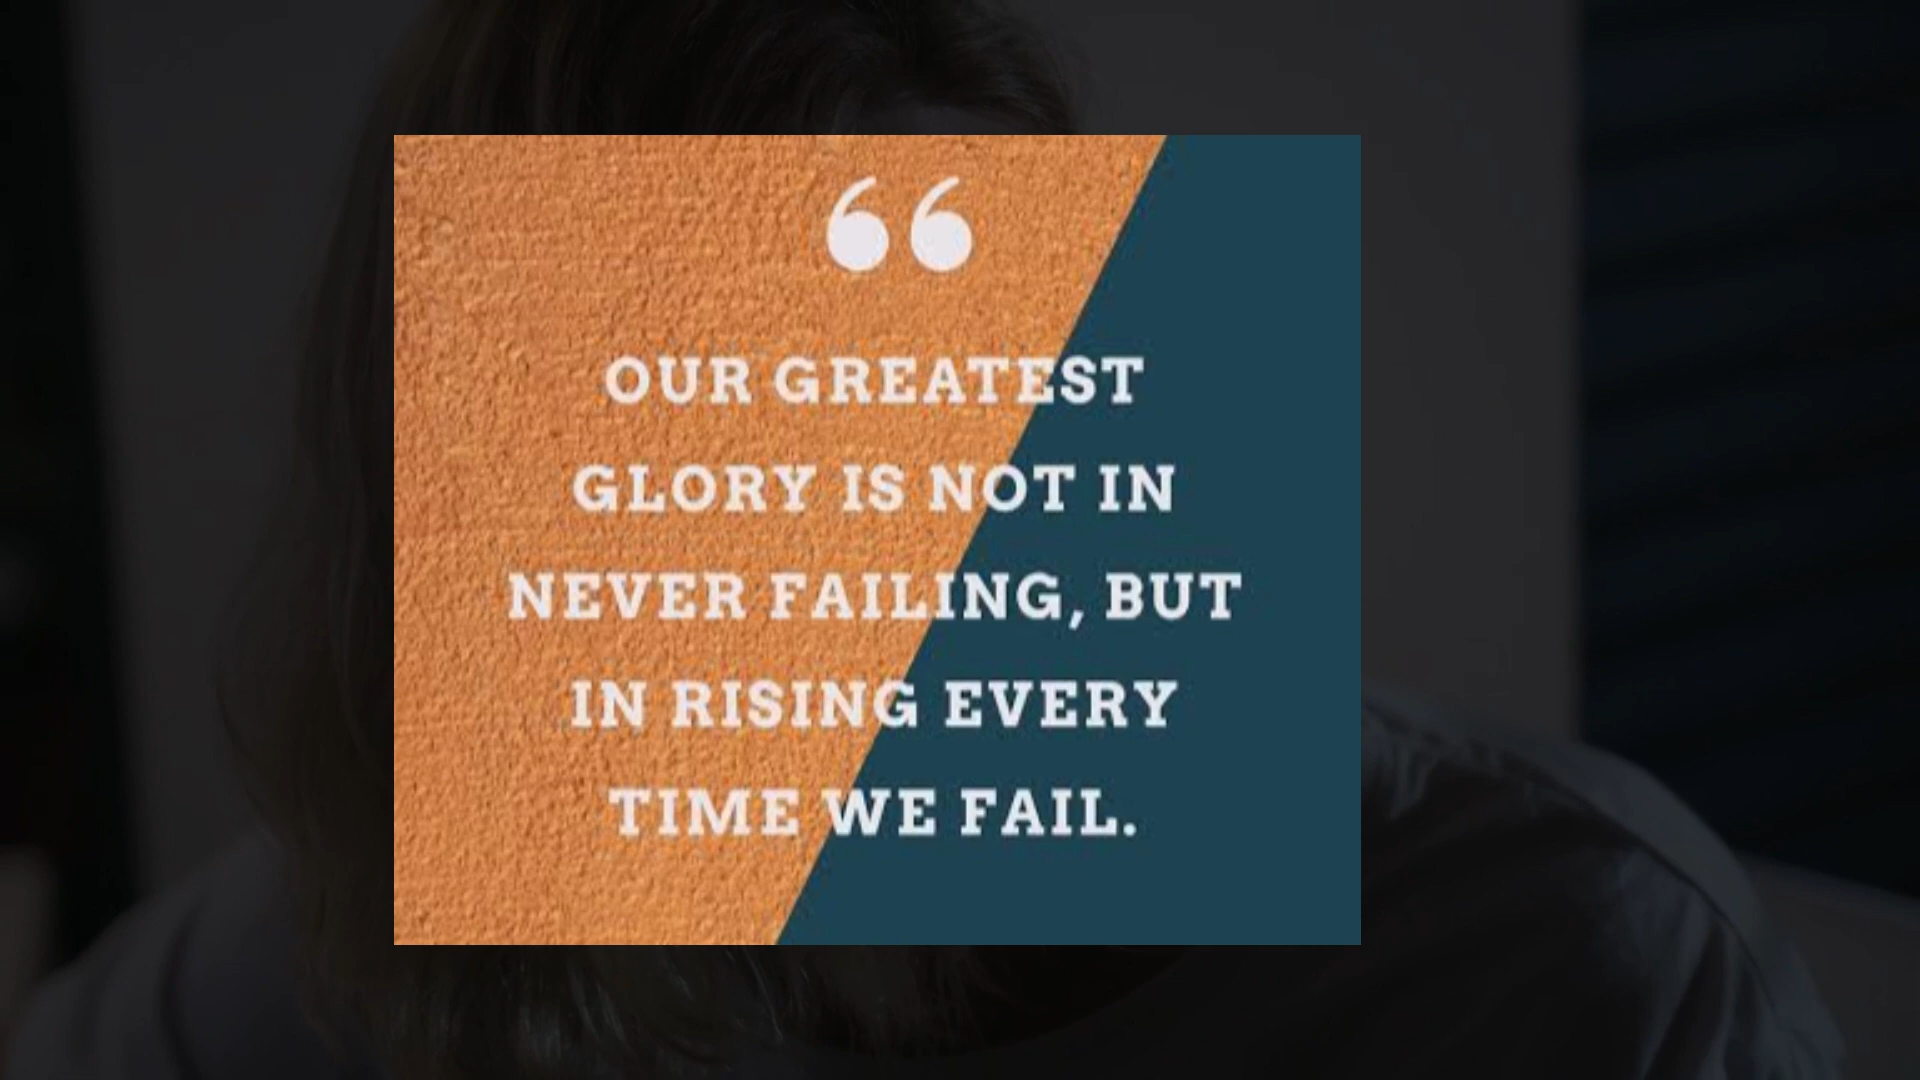 “
OUR GREATEST
GLORY IS NOT IN
NEVER FAILING, BUT
IN RISING EVERY
TIME WE FAIL.